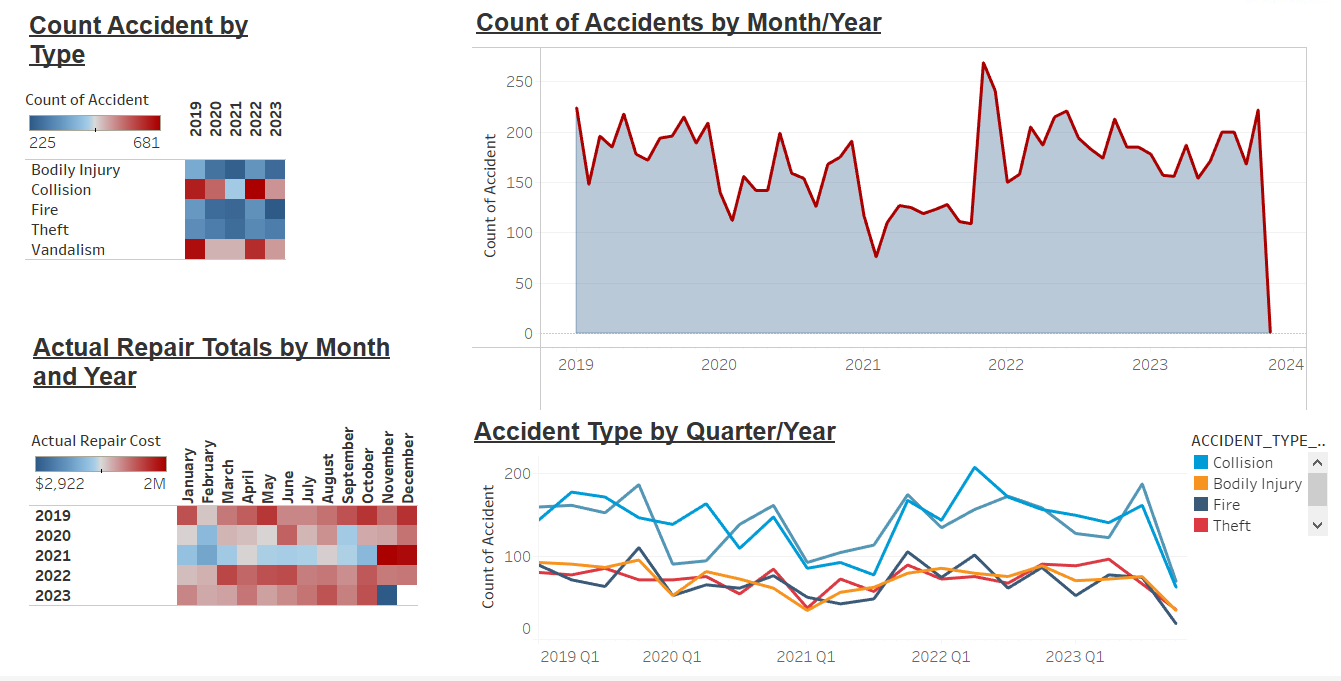 Count Accident by
Type
Count of Accident
225 681
2019 2020 2021 2022 2023
Bodily Injury
Collision
Fire
Theft
Vandalism
Count of Accidents by Month/Year
Count of Accident
250
200
150
100
50
0
2019 2020 2021 2022 2023 2024
Actual Repair Totals by Month
and Year
Actual Repair Cost
$2,922 2M
January February March April May June July August September October November December
2019
2020
2021
2022
2023
Accident Type by Quarter/Year
Count of Accident
200
100
0
2019 Q1 2020 Q1 2021 Q1 2022 Q1 2023 Q1
ACCIDENT_TYPE_..
Collision
Bodily Injury
Fire
Theft